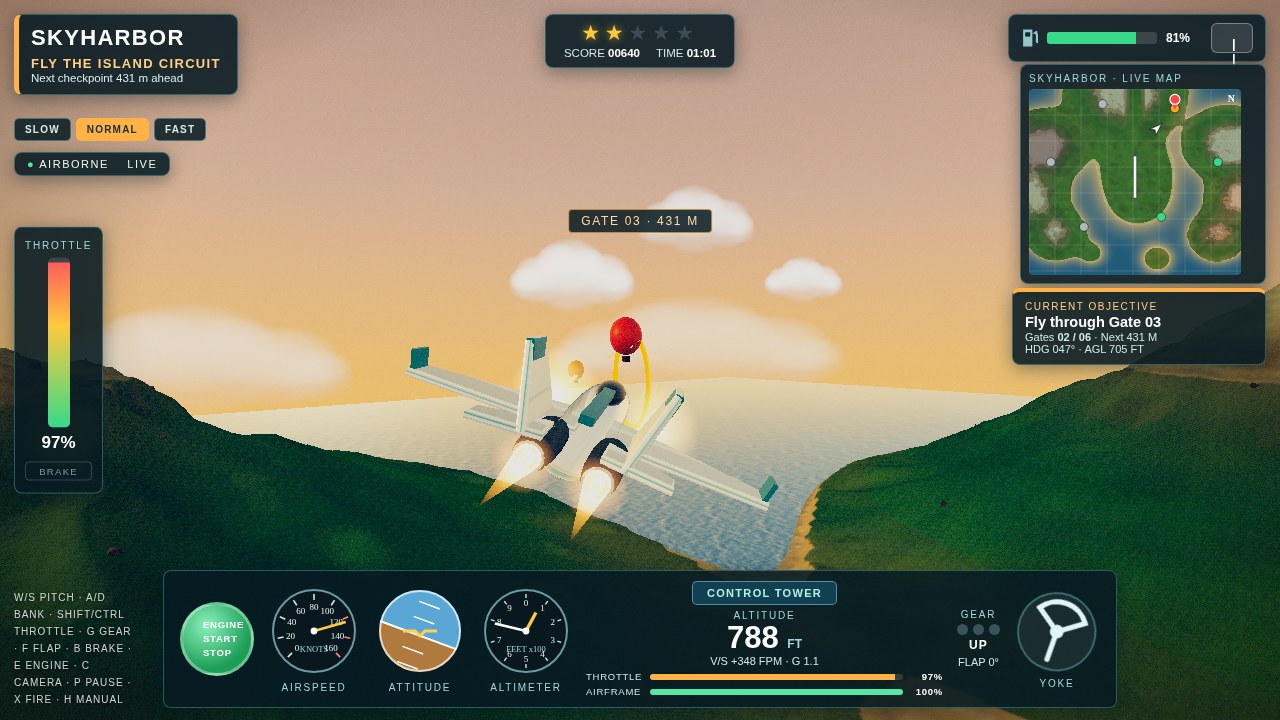 SKYHARBOR
FLY THE ISLAND CIRCUIT
Next checkpoint 431 m ahead
SLOW NORMAL FAST
● AIRBORNE LIVE
★★★★★
SCORE 00640 TIME 01:01
81%
SKYHARBOR · LIVE MAP
N
CURRENT OBJECTIVE
Fly through Gate 03
Gates 02 / 06 · Next 431 M
HDG 047° · AGL 705 FT
GATE 03 · 431 M
THROTTLE
97%
BRAKE
W/S PITCH · A/D
BANK · SHIFT/CTRL
THROTTLE · G GEAR
· F FLAP · B BRAKE ·
E ENGINE · C
CAMERA · P PAUSE ·
X FIRE · H MANUAL
ENGINE
START
STOP
0 20 40 60 80 100 120 140 160
KNOTS
AIRSPEED
ATTITUDE
0 1 2 3 4 5 6 7 8 9
FEET x100
ALTIMETER
CONTROL TOWER
ALTITUDE
788 FT
V/S +348 FPM · G 1.1
THROTTLE 97%
AIRFRAME 100%
GEAR
UP
FLAP 0°
YOKE